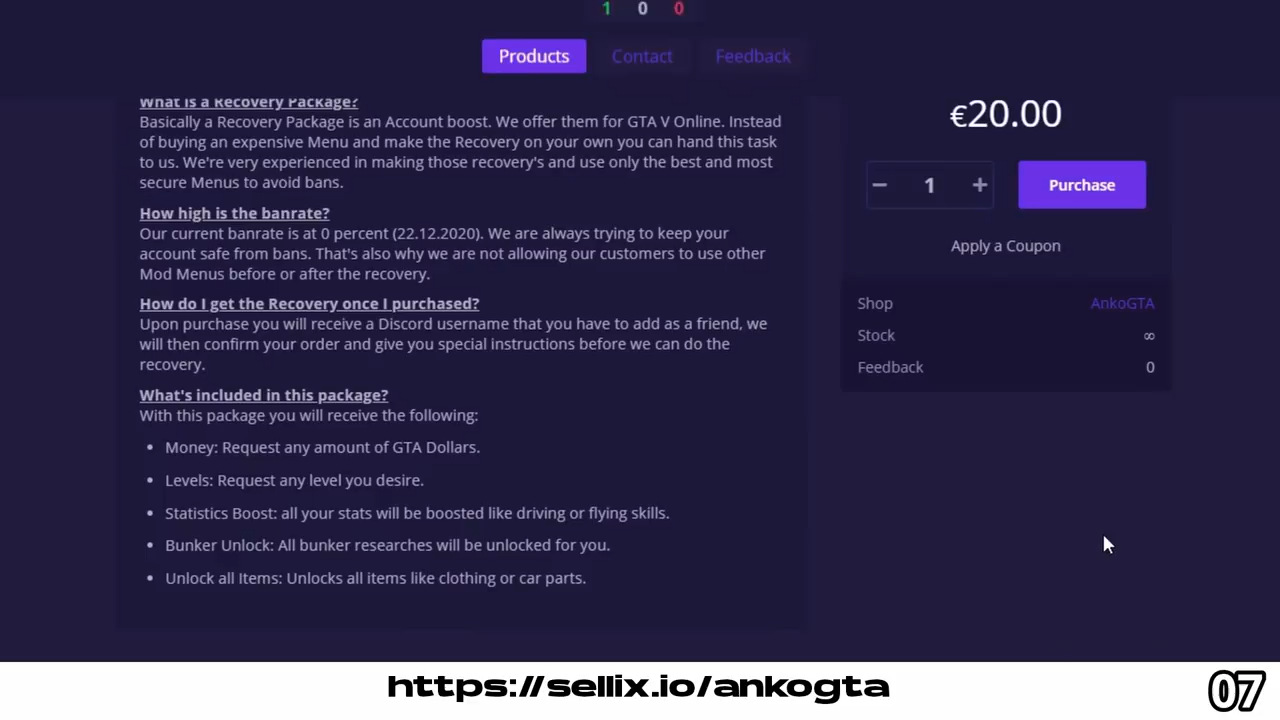 1 0 0
Products Contact Feedback
What is a Recovery Package?
Basically a Recovery Package is an Account boost. We offer them for GTA V Online. Instead
of buying an expensive Menu and make the Recovery on your own you can hand this task
to us. We're very experienced in making those recovery's and use only the best and most
secure Menus to avoid bans.
How high is the banrate?
Our current banrate is at 0 percent (22.12.2020). We are always trying to keep your
account safe from bans. That's also why we are not allowing our customers to use other
Mod Menus before or after the recovery.
How do I get the Recovery once I purchased?
Upon purchase you will receive a Discord username that you have to add as a friend, we
will then confirm your order and give you special instructions before we can do the
recovery.
What's included in this package?
With this package you will receive the following:
• Money: Request any amount of GTA Dollars.
• Levels: Request any level you desire.
• Statistics Boost: all your stats will be boosted like driving or flying skills.
• Bunker Unlock: All bunker researches will be unlocked for you.
• Unlock all Items: Unlocks all items like clothing or car parts.
€20.00
− 1 + Purchase
Apply a Coupon
Shop AnkoGTA
Stock ∞
Feedback 0
https://sellix.io/ankogta
07